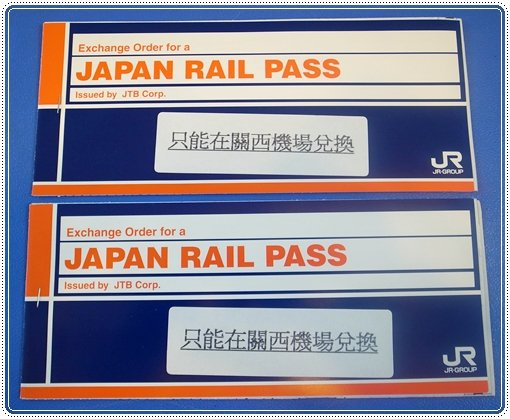 Exchange Order for a
JAPAN RAIL PASS
Issued by JTB Corp.
只能在關西機場兌換
JR
JR-GROUP
Exchange Order for a
JAPAN RAIL PASS
Issued by JTB Corp.
只能在關西機場兌換
JR
JR-GROUP